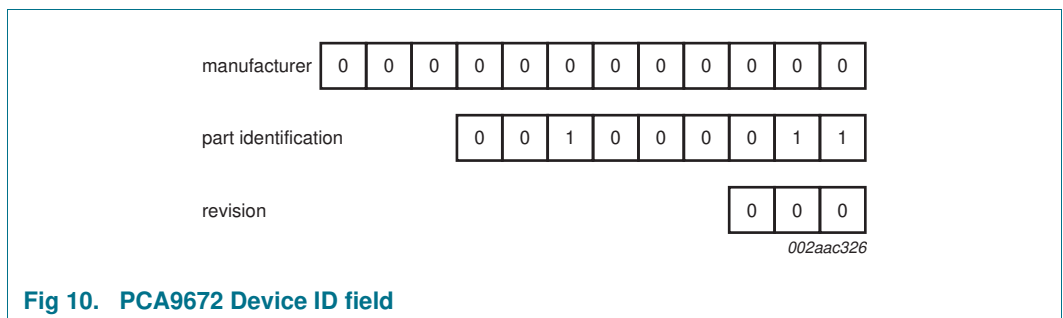 manufacturer 0 0 0 0 0 0 0 0 0 0 0 0
part identification 0 0 1 0 0 0 0 1 1
revision 0 0 0
002aac326
Fig 10. PCA9672 Device ID field